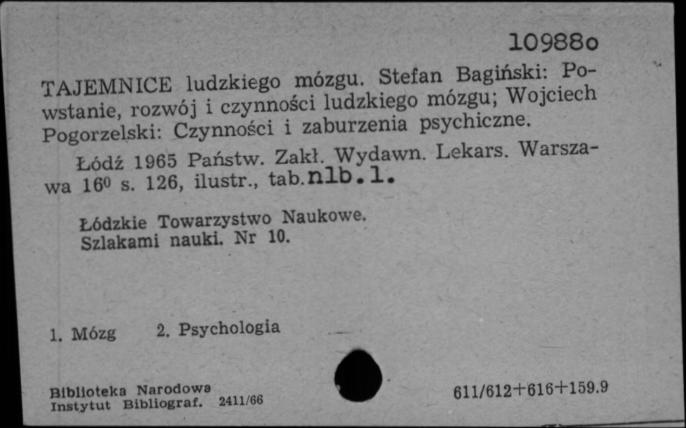 10988o
TAJEMNICE ludzkiego mózgu. Stefan Bagiński: Po-
wstanie, rozwój i czynności ludzkiego mózgu; Wojciech
Pogorzelski: Czynności i zaburzenia psychiczne.
Łódź 1965 Państw. Zakł. Wydawn. Lekars. Warsza-
wa 16⁰ s. 126, ilustr., tab.nlb.1.
Łódzkie Towarzystwo Naukowe.
Szlakami nauki. Nr 10.
1. Mózg 2. Psychologia
Biblioteka Narodowa
Instytut Bibliograf. 2411/66 611/612+616+159.9